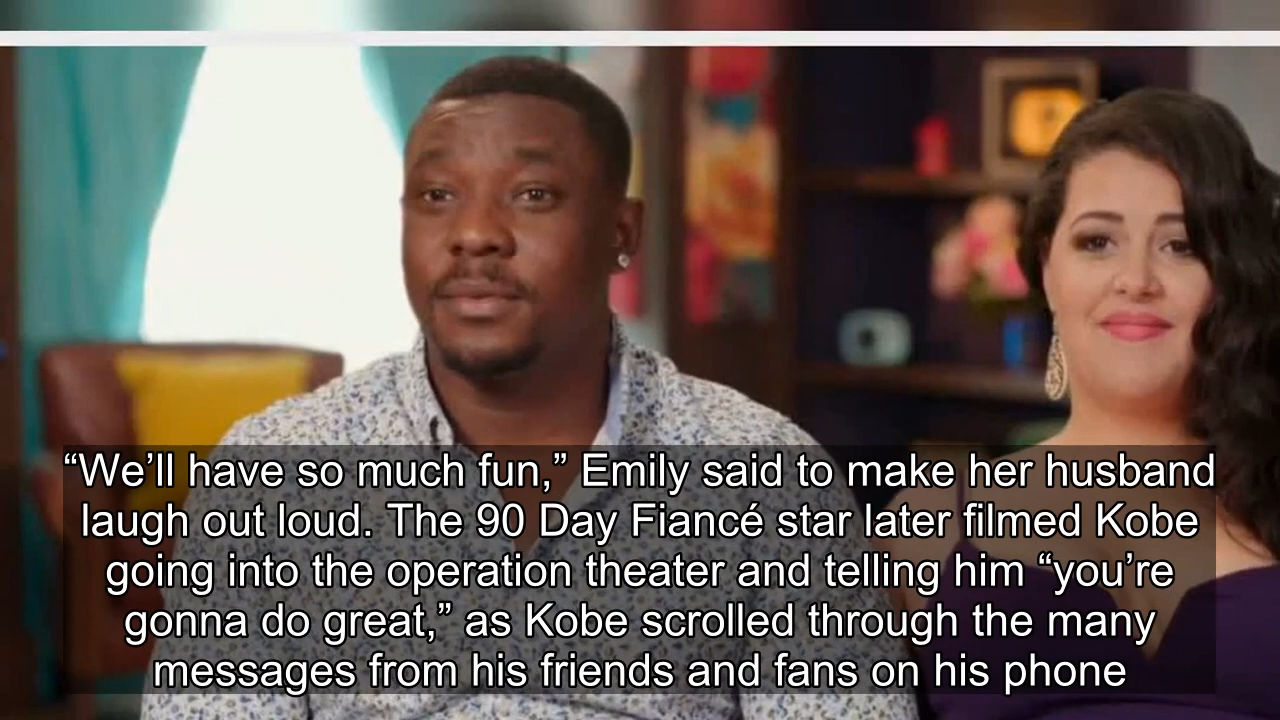 “We’ll have so much fun,” Emily said to make her husband
laugh out loud. The 90 Day Fiancé star later filmed Kobe
going into the operation theater and telling him “you’re
gonna do great,” as Kobe scrolled through the many
messages from his friends and fans on his phone